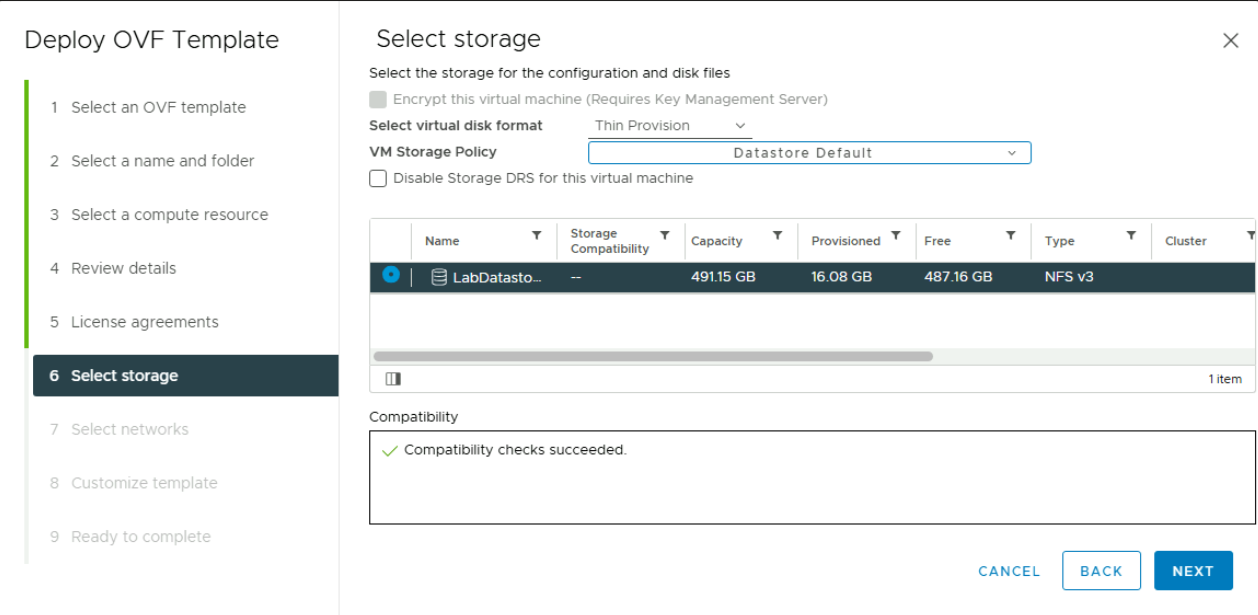 Deploy OVF Template
1 Select an OVF template
2 Select a name and folder
3 Select a compute resource
4 Review details
5 License agreements
6 Select storage
7 Select networks
8 Customize template
9 Ready to complete
Select storage
Select the storage for the configuration and disk files
Encrypt this virtual machine (Requires Key Management Server)
Select virtual disk format Thin Provision
VM Storage Policy Datastore Default
Disable Storage DRS for this virtual machine
Name Storage Compatibility Capacity Provisioned Free Type Cluster
LabDatasto... -- 491.15 GB 16.08 GB 487.16 GB NFS v3
1 item
Compatibility
Compatibility checks succeeded.
CANCEL BACK NEXT